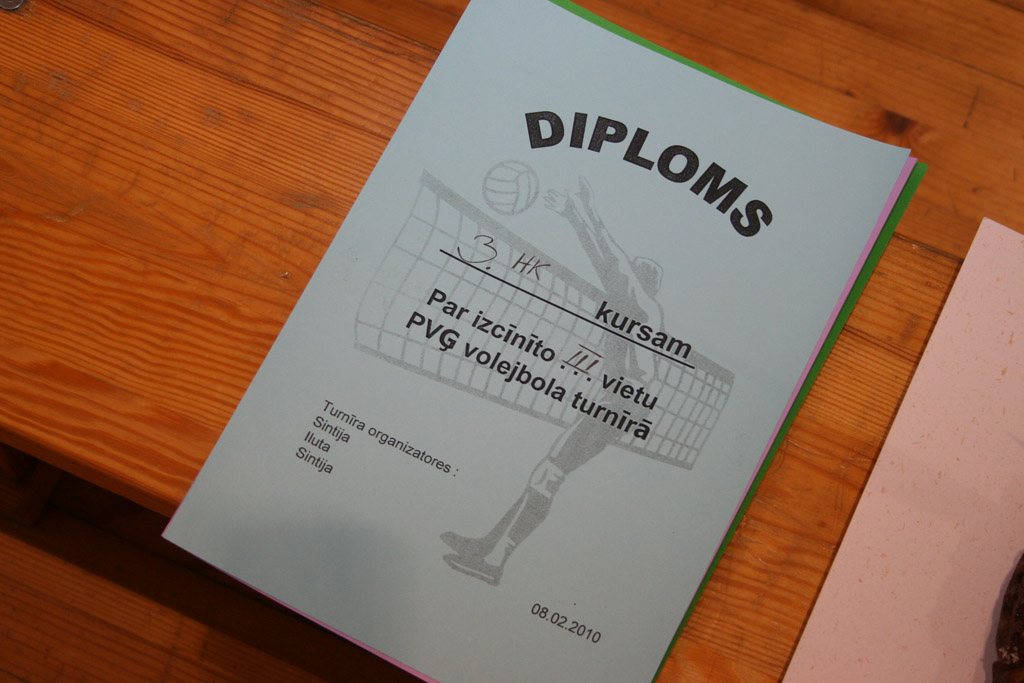 DIPLOMS
3. HK kursam
Par izcīnīto III vietu
PVĢ volejbola turnīrā
Turnīra organizatores :
Sintija
Iluta
Sintija
08.02.2010